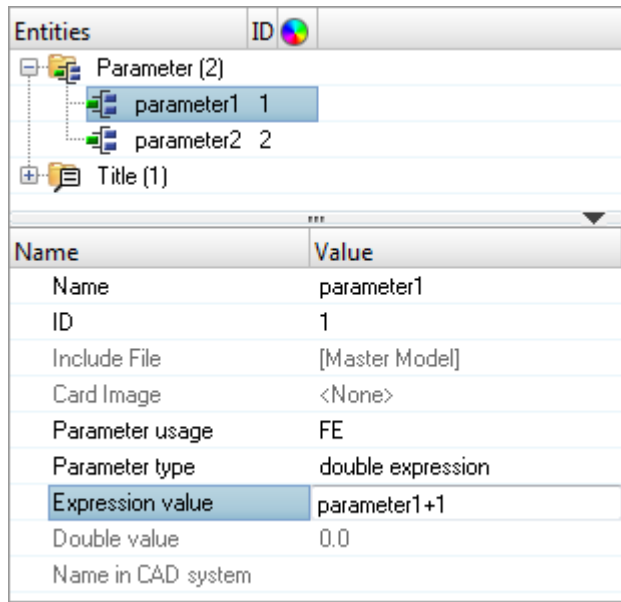 Entities ID
Parameter (2)
parameter1 1
parameter2 2
Title (1)
Name Value
Name parameter1
ID 1
Include File [Master Model]
Card Image <None>
Parameter usage FE
Parameter type double expression
Expression value parameter1+1
Double value 0.0
Name in CAD system